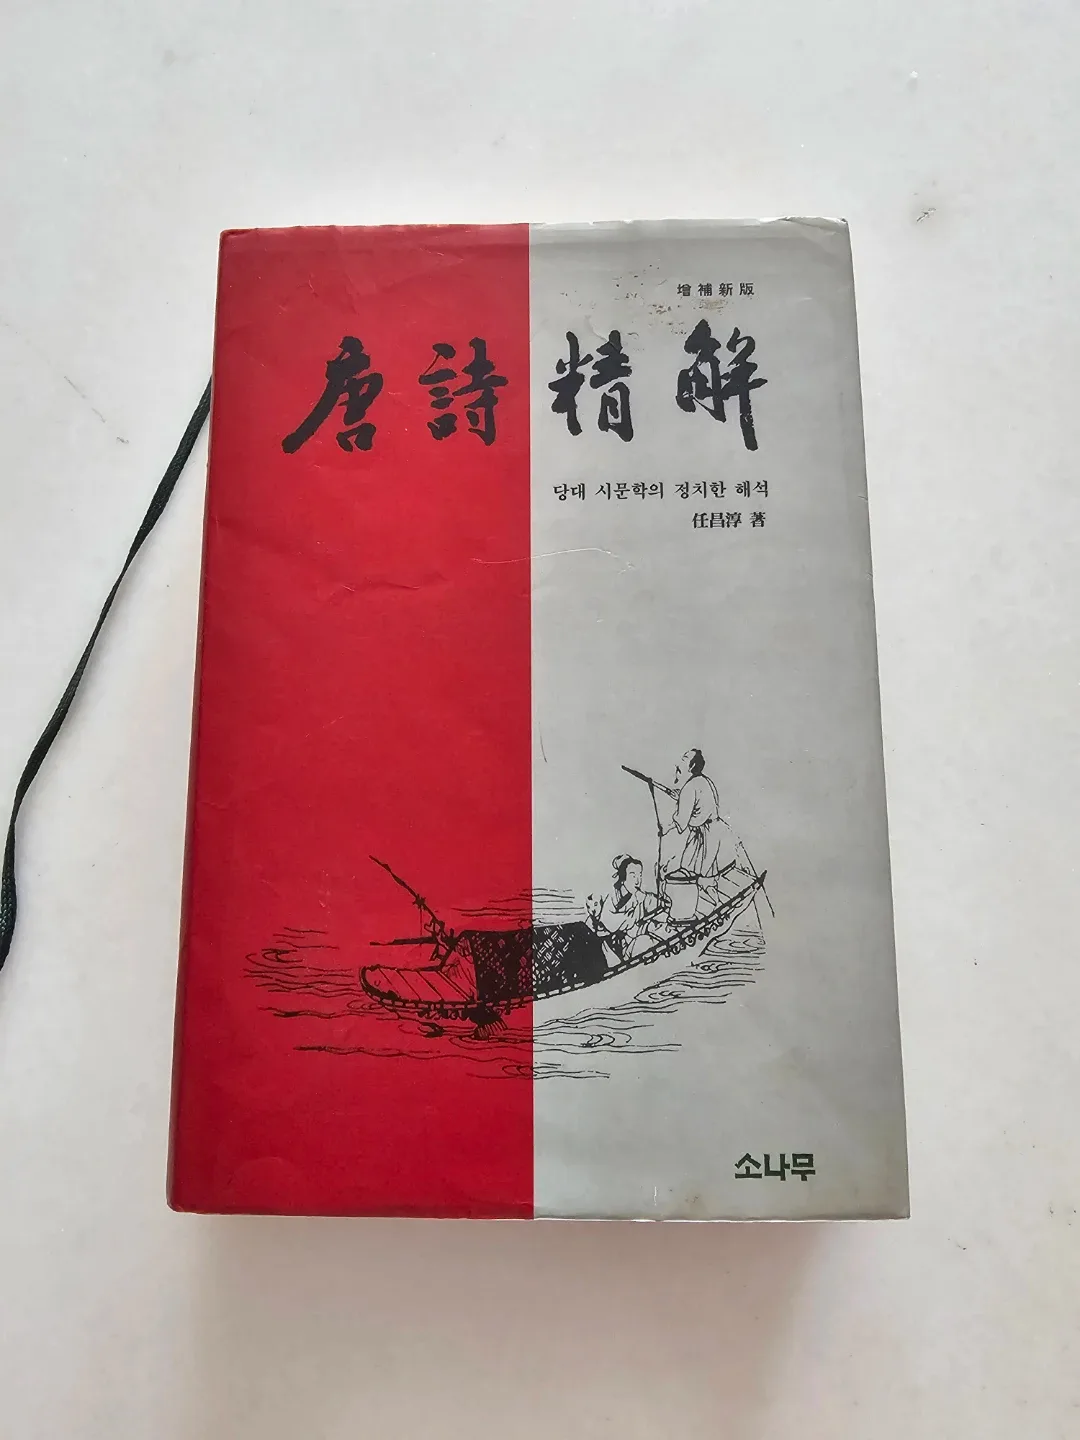 增補新版
唐詩精解
당대 시문학의 정치한 해석
任昌淳 著
소나무